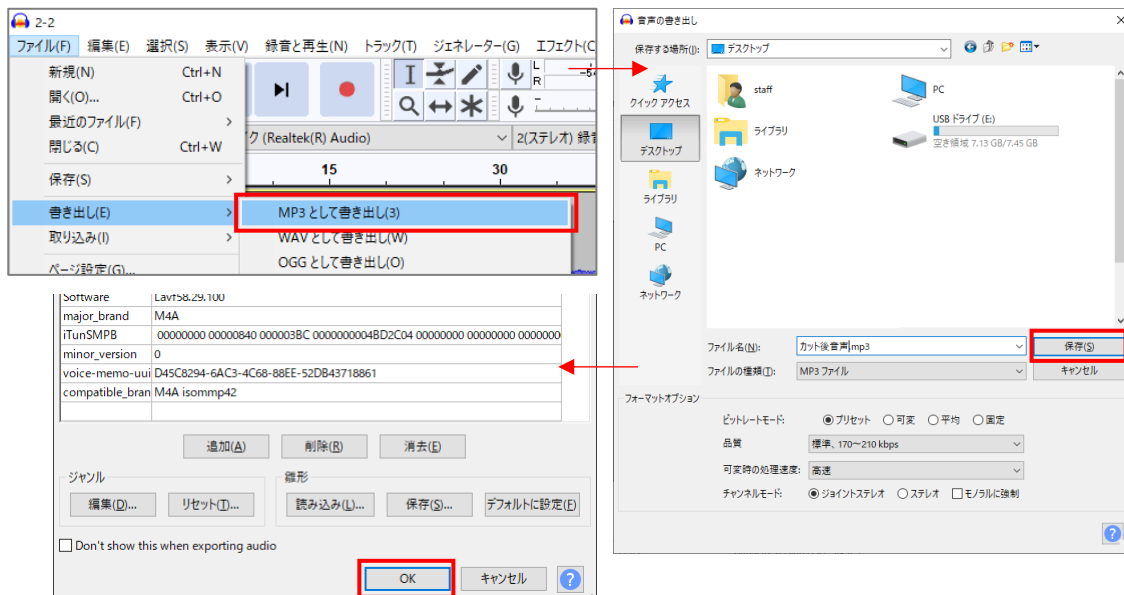 2-2
ファイル(F) 編集(E) 選択(S) 表示(V) 録音と再生(N) トラック(T) ジェネレーター(G) エフェクト(C
新規(N) Ctrl+N
開く(O)... Ctrl+O
最近のファイル(F)
閉じる(C) Ctrl+W
保存(S)
書き出し(E)
取り込み(I)
ページ設定(G)...
L
R
-54
ク (Realtek(R) Audio)
2(ステレオ) 録音
15 30
MP3 として書き出し(3)
WAV として書き出し(W)
OGG として書き出し(O)
音声の書き出し
保存する場所(I): デスクトップ
クイック アクセス
デスクトップ
ライブラリ
PC
ネットワーク
staff
PC
ライブラリ
USB ドライブ (E:)
空き領域 7.13 GB/7.45 GB
ネットワーク
ファイル名(N): カット後音声.mp3 保存(S)
ファイルの種類(T): MP3 ファイル キャンセル
フォーマットオプション
ビットレートモード: プリセット 可変 平均 固定
品質 標準、170～210 kbps
可変時の処理速度: 高速
チャンネルモード: ジョイントステレオ ステレオ モノラルに強制
Software Lavf58.29.100
major_brand M4A
iTunSMPB 00000000 00000840 000003BC 0000000004BD2C04 00000000 00000000 0000000
minor_version 0
voice-memo-uui D45C8294-6AC3-4C68-88EE-52DB43718861
compatible_bran M4A isommp42
追加(A) 削除(R) 消去(E)
ジャンル
編集(D)... リセット(T)...
雛形
読み込み(L)... 保存(S)... デフォルトに設定(F)
Don't show this when exporting audio
OK キャンセル